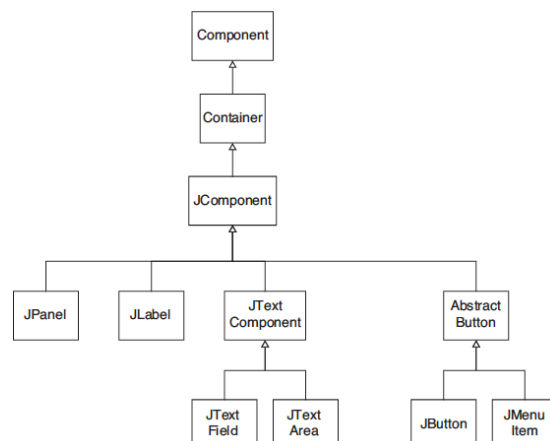 Component
Container
JComponent
JPanel
JLabel
JText
Component
Abstract
Button
JText
Field
JText
Area
JButton
JMenu
Item